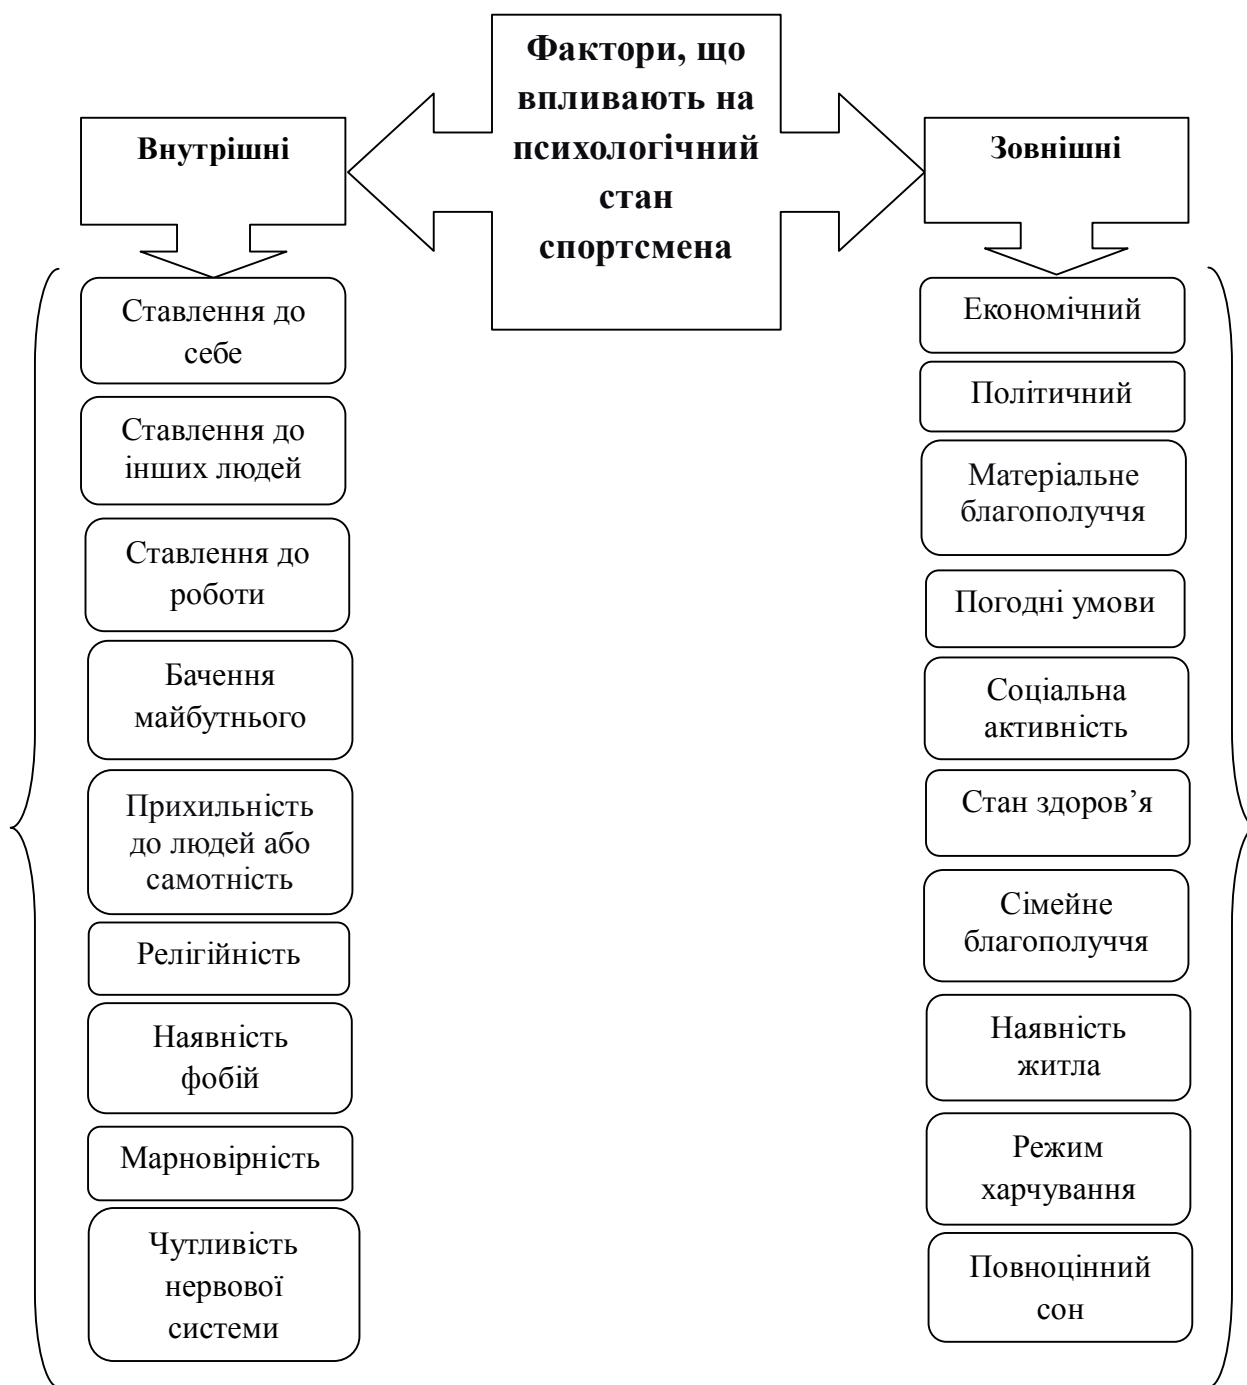 Фактори, що
впливають на
психологічний
стан
спортсмена
Внутрішні
Ставлення до
себе
Ставлення до
інших людей
Ставлення до
роботи
Бачення
майбутнього
Прихильність
до людей або
самотність
Релігійність
Наявність
фобій
Марновірність
Чутливість
нервової
системи
Зовнішні
Економічний
Політичний
Матеріальне
благополуччя
Погодні умови
Соціальна
активність
Стан здоров’я
Сімейне
благополуччя
Наявність
житла
Режим
харчування
Повноцінний
сон